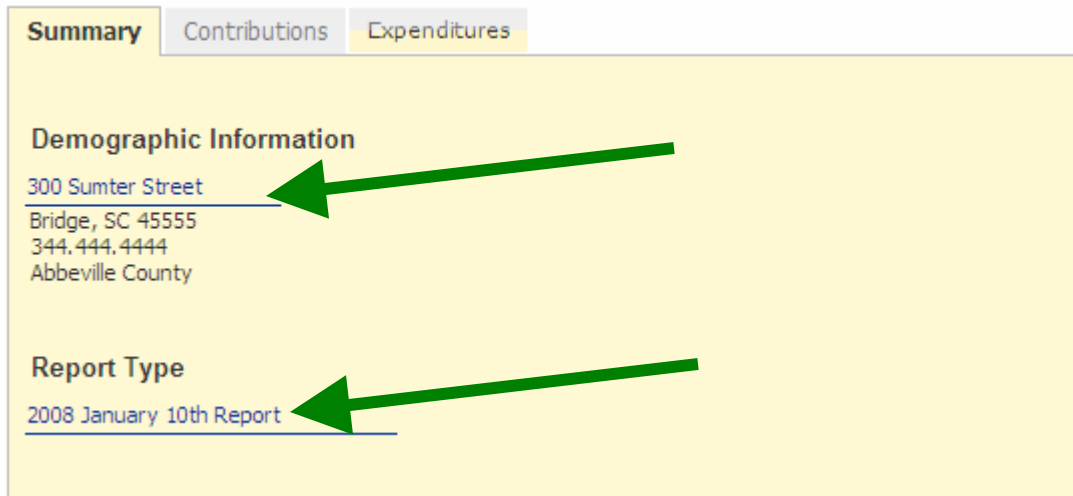 Summary Contributions Expenditures
Demographic Information
300 Sumter Street
Bridge, SC 45555
344.444.4444
Abbeville County
Report Type
2008 January 10th Report